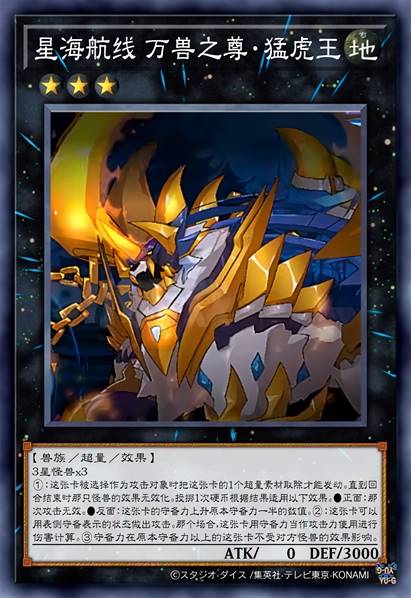 星海航线 万兽之尊·猛虎王 地
【兽族／超量／效果】
3星怪兽x3
①：这张卡被选择作为攻击对象时把这张卡的1个超量素材取除才能发动。直到回
合结束时那只怪兽的效果无效化。投掷1次硬币根据结果适用以下效果。●正面：那
次攻击无效。●反面：这张卡的守备力上升原本守备力一半的数值。②：这张卡可以
用表侧守备表示的状态做出攻击。那个场合，这张卡用守备力当作攻击力使用进行
伤害计算。③守备力在原本守备力以上的这张卡不受对方怪兽的效果影响。
ATK/ 0 DEF/3000
©スタジオ・ダイス /集英社・テレビ東京・KONAMI